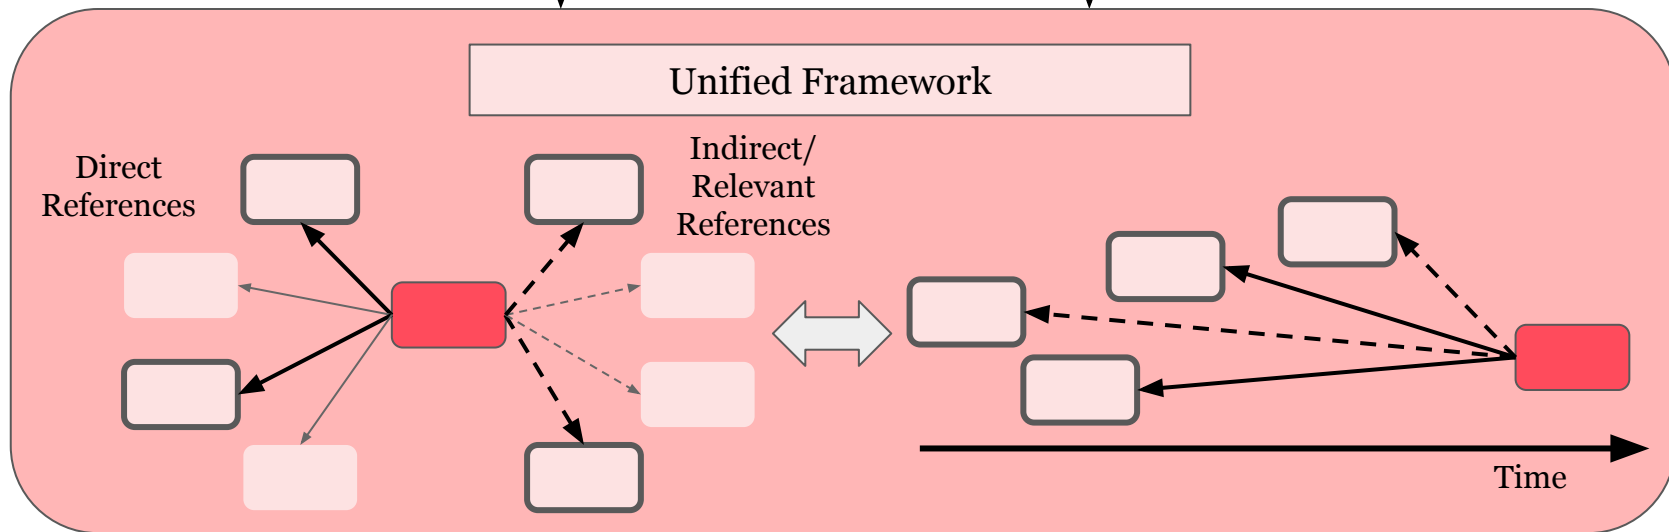 Unified Framework
Direct
References
Indirect/
Relevant
References
Time